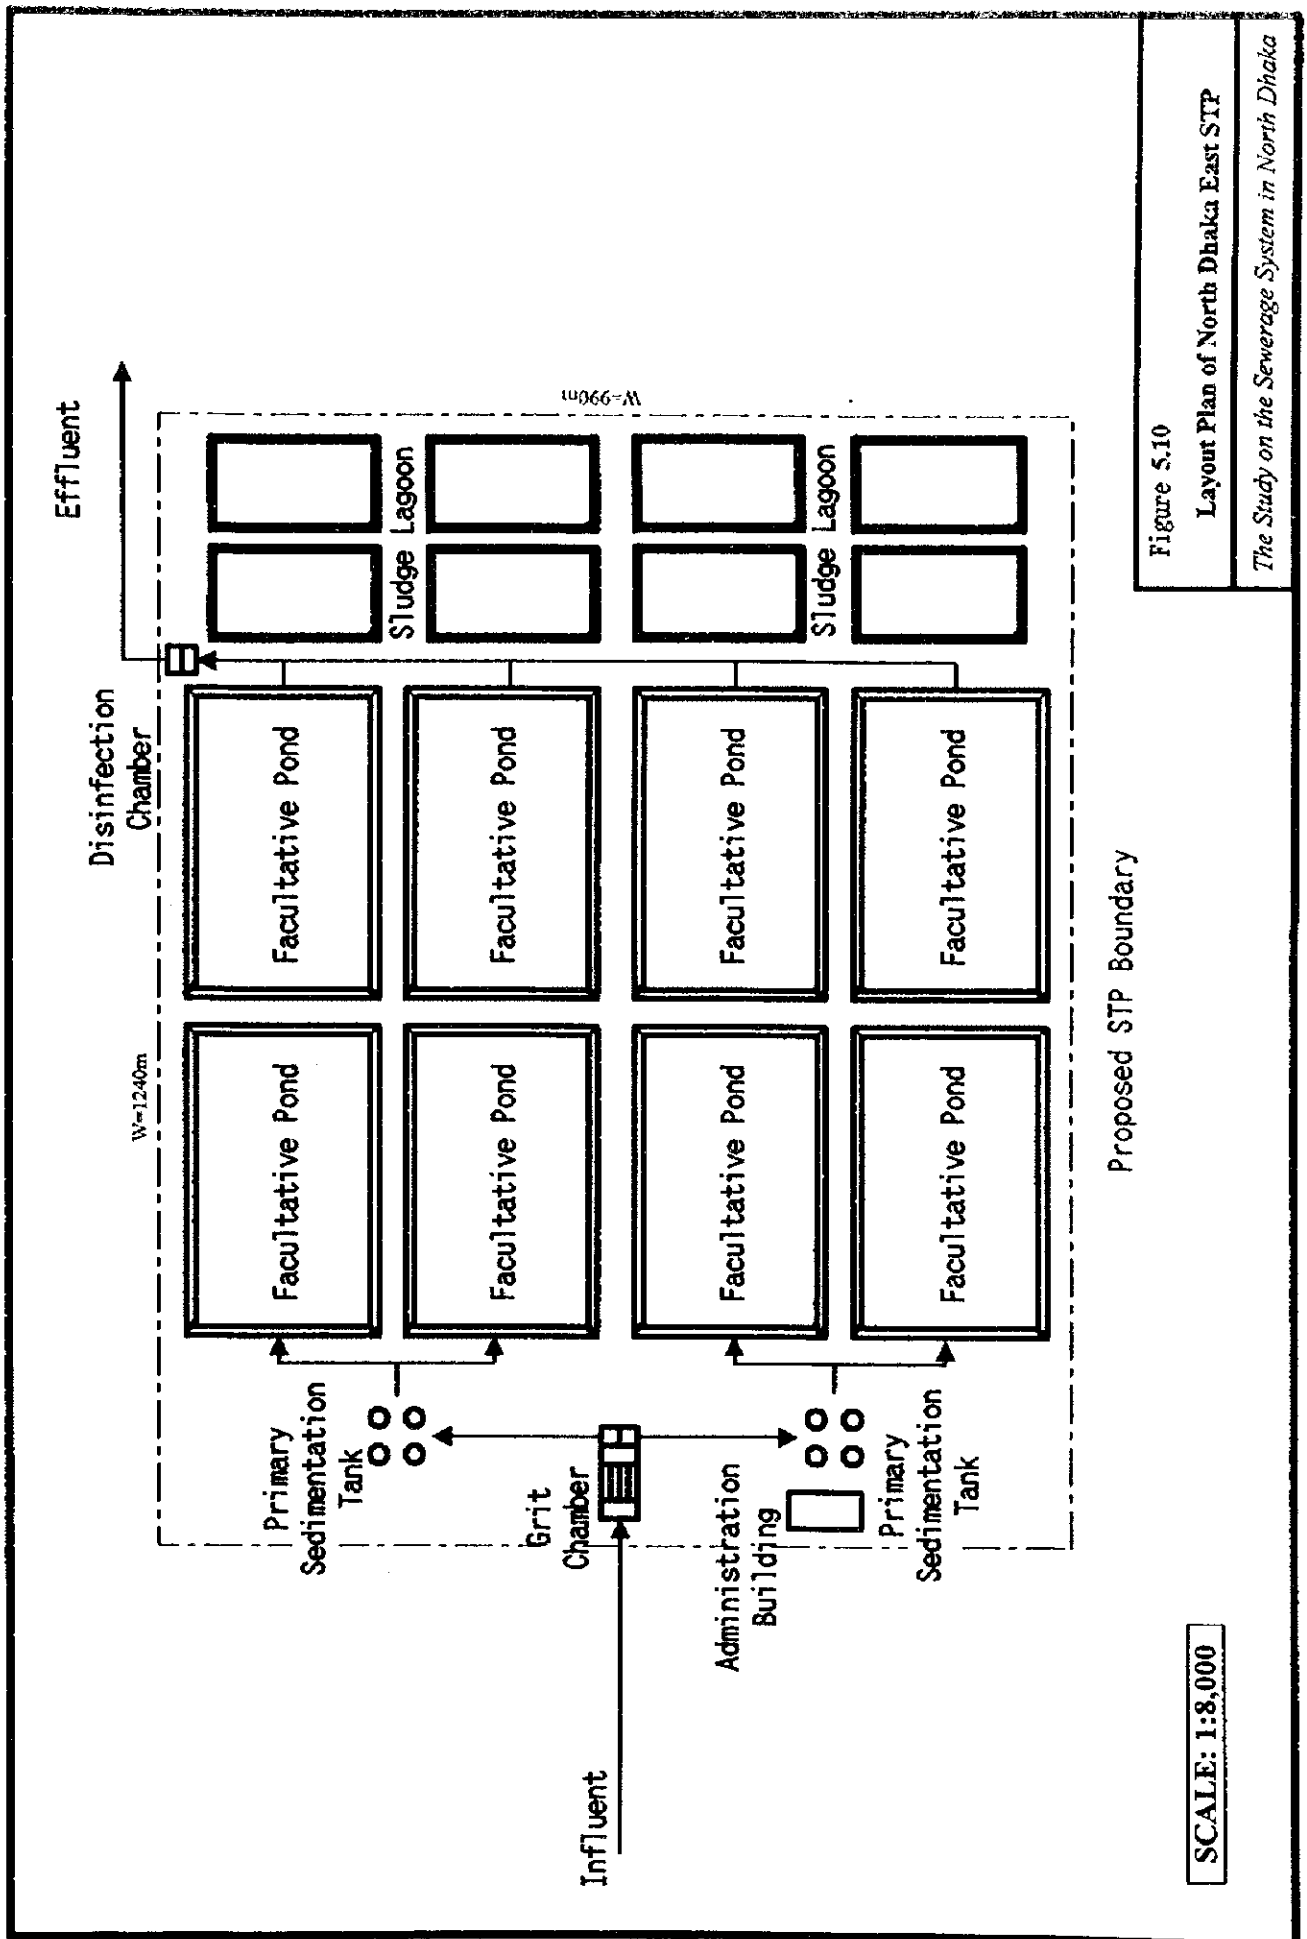 Effluent
Disinfection
Chamber
W=1240m
W=990m
Facultative Pond
Facultative Pond
Sludge Lagoon
Facultative Pond
Facultative Pond
Primary
Sedimentation
Tank
Grit
Chamber
Influent
Facultative Pond
Facultative Pond
Sludge Lagoon
Facultative Pond
Facultative Pond
Administration
Building
Primary
Sedimentation
Tank
Proposed STP Boundary
SCALE: 1:8,000
Figure 5.10
Layout Plan of North Dhaka East STP
The Study on the Sewerage System in North Dhaka